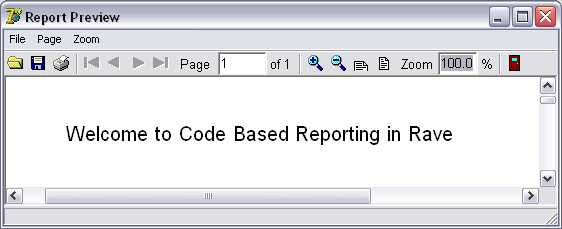 Report Preview
File Page Zoom
Page 1 of 1 Zoom 100.0 %
Welcome to Code Based Reporting in Rave